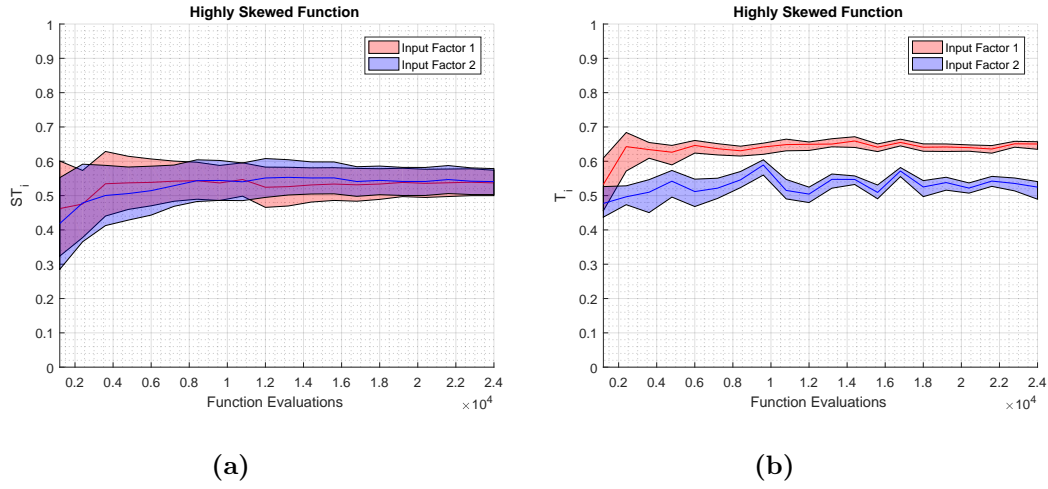 Highly Skewed Function
1
0.9
0.8
0.7
0.6
0.5
0.4
0.3
0.2
0.1
0
ST_i
Input Factor 1
Input Factor 2
0.2 0.4 0.6 0.8 1 1.2 1.4 1.6 1.8 2 2.2 2.4
Function Evaluations
× 10^4
(a)
Highly Skewed Function
1
0.9
0.8
0.7
0.6
0.5
0.4
0.3
0.2
0.1
0
T_i
Input Factor 1
Input Factor 2
0.2 0.4 0.6 0.8 1 1.2 1.4 1.6 1.8 2 2.2 2.4
Function Evaluations
× 10^4
(b)